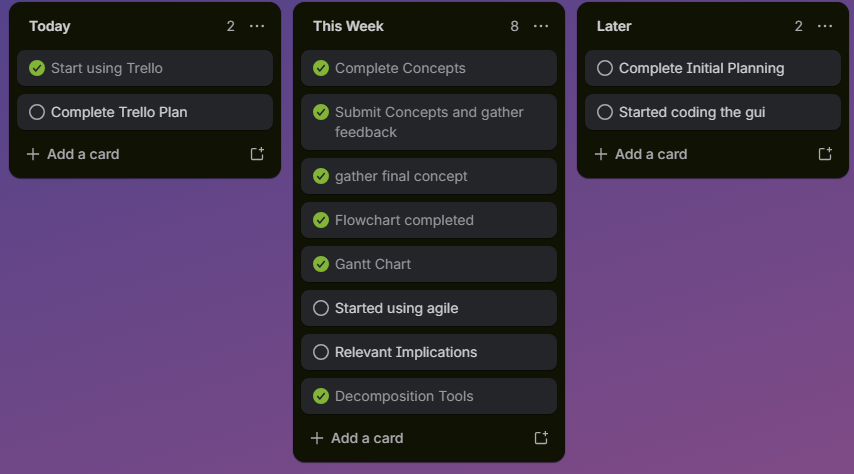 Today 2
Start using Trello
Complete Trello Plan
Add a card
This Week 8
Complete Concepts
Submit Concepts and gather
feedback
gather final concept
Flowchart completed
Gantt Chart
Started using agile
Relevant Implications
Decomposition Tools
Add a card
Later 2
Complete Initial Planning
Started coding the gui
Add a card